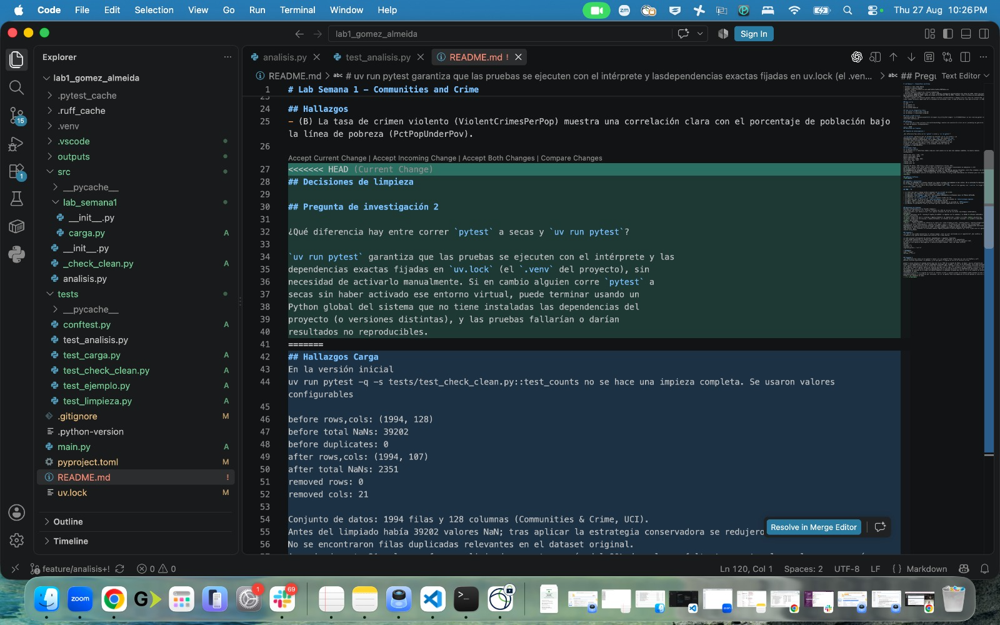 Code File Edit Selection View Go Run Terminal Window Help
zm
Thu 27 Aug 10:26 PM
lab1_gomez_almeida
Sign In
Explorer
analisis.py
test_analisis.py
README.md !
README.md > abc # uv run pytest garantiza que las pruebas se ejecuten con el intérprete y lasdependencias exactas fijadas en uv.lock (el .ven... > abc ## Pregu Text Editor
lab1_gomez_almeida
.pytest_cache
.ruff_cache
.venv
.vscode
outputs
src
__pycache__
lab_semana1
__init__.py
carga.py A
__init__.py
_check_clean.py A
analisis.py
tests
__pycache__
conftest.py A
test_analisis.py
test_carga.py A
test_check_clean.py A
test_ejemplo.py A
test_limpieza.py A
.gitignore M
.python-version
main.py A
pyproject.toml M
README.md !
uv.lock M
Outline
Timeline
15
1
1 # Lab Semana 1 – Communities and Crime
23
24 ## Hallazgos
25 - (B) La tasa de crimen violento (ViolentCrimesPerPop) muestra una correlación clara con el porcentaje de población bajo
la línea de pobreza (PctPopUnderPov).
26
Accept Current Change | Accept Incoming Change | Accept Both Changes | Compare Changes
27 <<<<<<< HEAD (Current Change)
28 ## Decisiones de limpieza
29
30 ## Pregunta de investigación 2
31
32 ¿Qué diferencia hay entre correr `pytest` a secas y `uv run pytest`?
33
34 `uv run pytest` garantiza que las pruebas se ejecuten con el intérprete y las
35 dependencias exactas fijadas en `uv.lock` (el `.venv` del proyecto), sin
36 necesidad de activarlo manualmente. Si en cambio alguien corre `pytest` a
37 secas sin haber activado ese entorno virtual, puede terminar usando un
38 Python global del sistema que no tiene instaladas las dependencias del
39 proyecto (o versiones distintas), y las pruebas fallarían o darían
40 resultados no reproducibles.
41 =======
42 ## Hallazgos Carga
43 En la versión inicial
44 uv run pytest -q -s tests/test_check_clean.py::test_counts no se hace una impieza completa. Se usaron valores
configurables
45
46 before rows,cols: (1994, 128)
47 before total NaNs: 39202
48 before duplicates: 0
49 after rows,cols: (1994, 107)
50 after total NaNs: 2351
51 removed rows: 0
52 removed cols: 21
53
54 Conjunto de datos: 1994 filas y 128 columnas (Communities & Crime, UCI).
55 Antes del limpiado había 39202 valores NaN; tras aplicar la estrategia conservadora se redujero
56 No se encontraron filas duplicadas relevantes en el dataset original.
Resolve in Merge Editor
feature/analisis+! 0 0
Ln 120, Col 1 Spaces: 2 UTF-8 LF {} Markdown
zoom
G
1
69
zoom